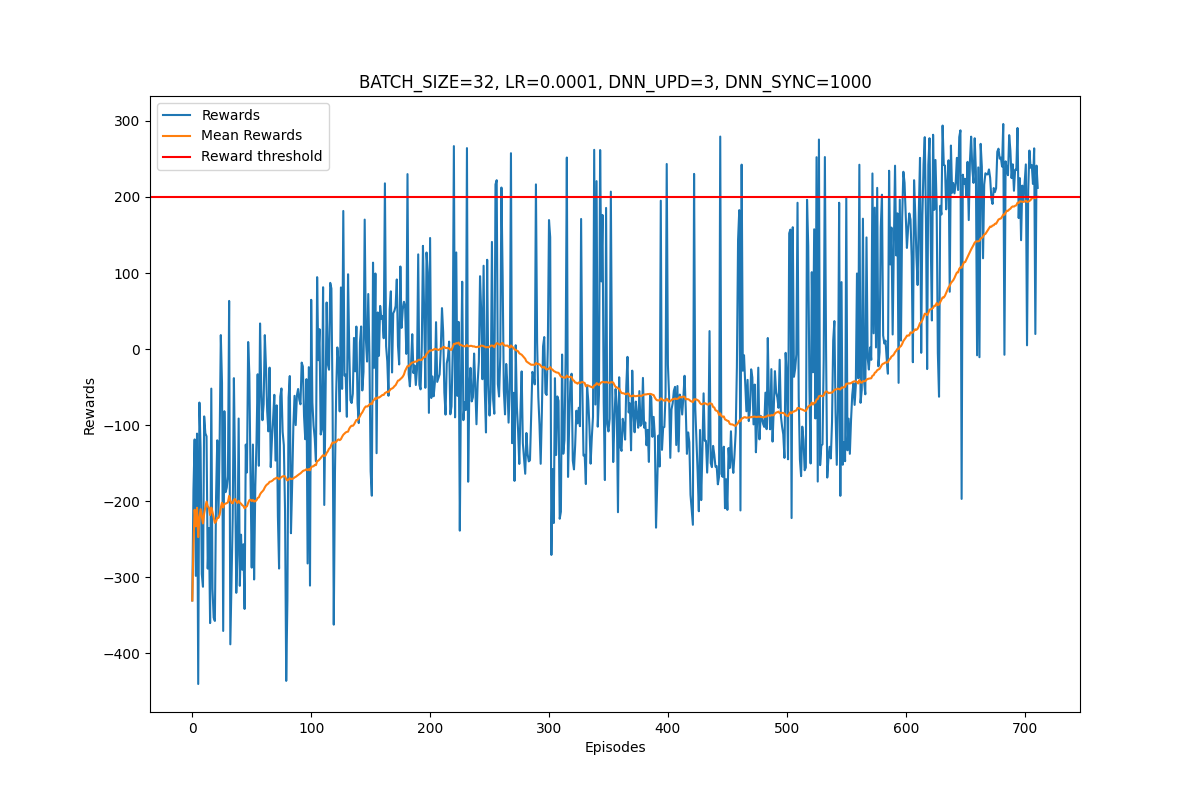 BATCH_SIZE=32, LR=0.0001, DNN_UPD=3, DNN_SYNC=1000
Rewards
Mean Rewards
Reward threshold
300
200
100
0
−100
−200
−300
−400
Rewards
0 100 200 300 400 500 600 700
Episodes